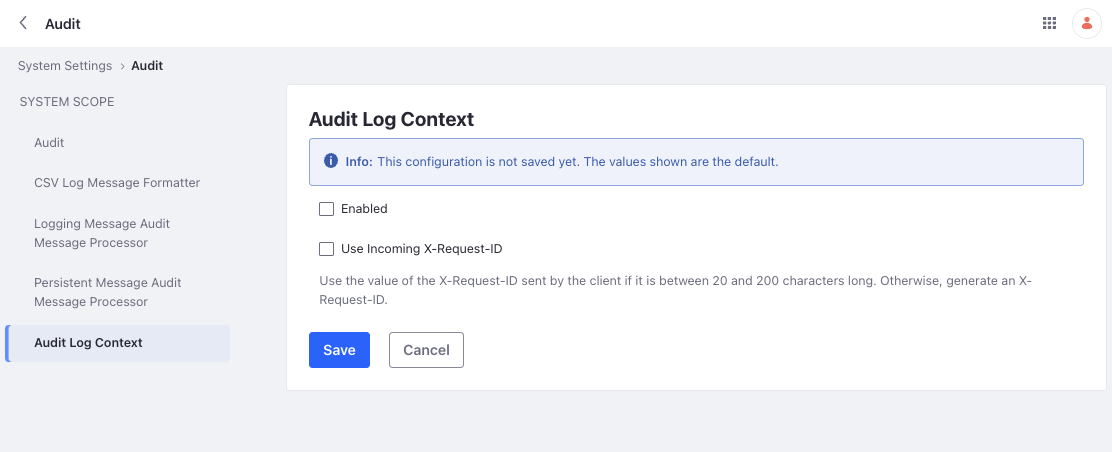 Audit
System Settings › Audit
SYSTEM SCOPE
Audit
CSV Log Message Formatter
Logging Message Audit
Message Processor
Persistent Message Audit
Message Processor
Audit Log Context
Audit Log Context
Info: This configuration is not saved yet. The values shown are the default.
Enabled
Use Incoming X-Request-ID
Use the value of the X-Request-ID sent by the client if it is between 20 and 200 characters long. Otherwise, generate an X-
Request-ID.
Save Cancel